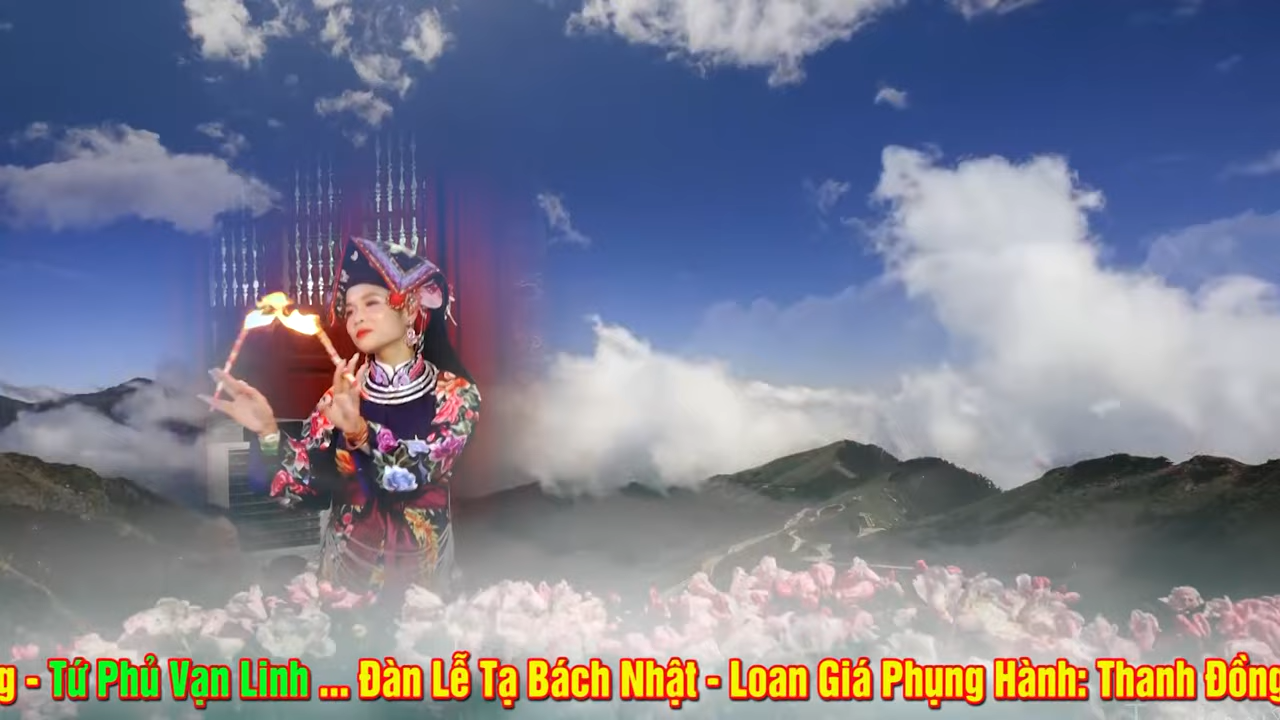 g - Tứ Phủ Vạn Linh ... Đàn Lễ Tạ Bách Nhật - Loan Giá Phụng Hành: Thanh Đồng